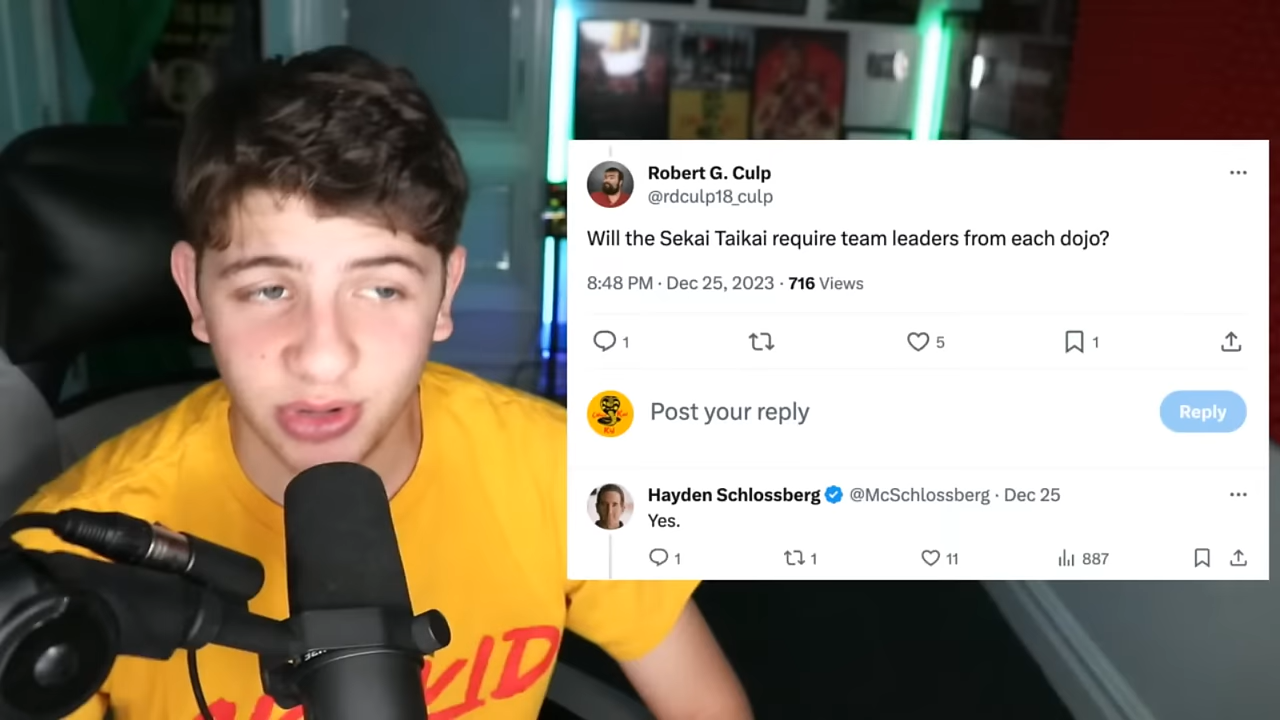 Robert G. Culp
@rdculp18_culp
Will the Sekai Taikai require team leaders from each dojo?
8:48 PM · Dec 25, 2023 · 716 Views
1
5
1
Post your reply
Reply
Hayden Schlossberg @McSchlossberg · Dec 25
Yes.
1
1
11
887
KID